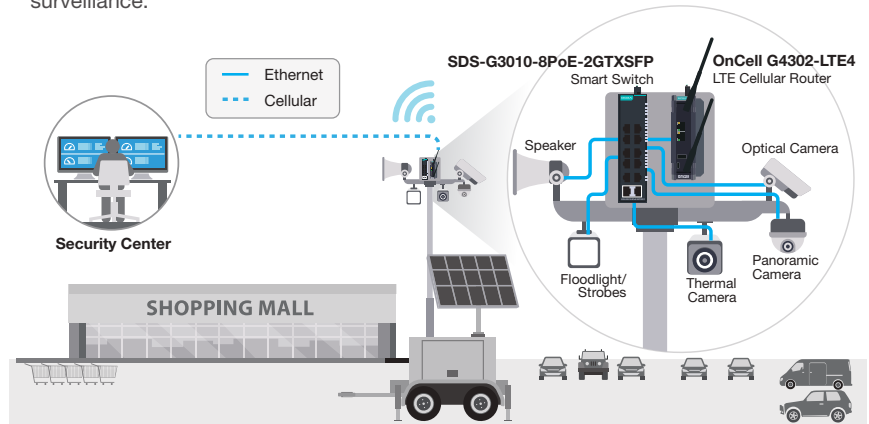 surveillance.
SDS-G3010-8PoE-2GTXSFP
Smart Switch
OnCell G4302-LTE4
LTE Cellular Router
Ethernet
Cellular
Speaker
Optical Camera
Security Center
Floodlight/
Strobes
Thermal
Camera
Panoramic
Camera
SHOPPING MALL